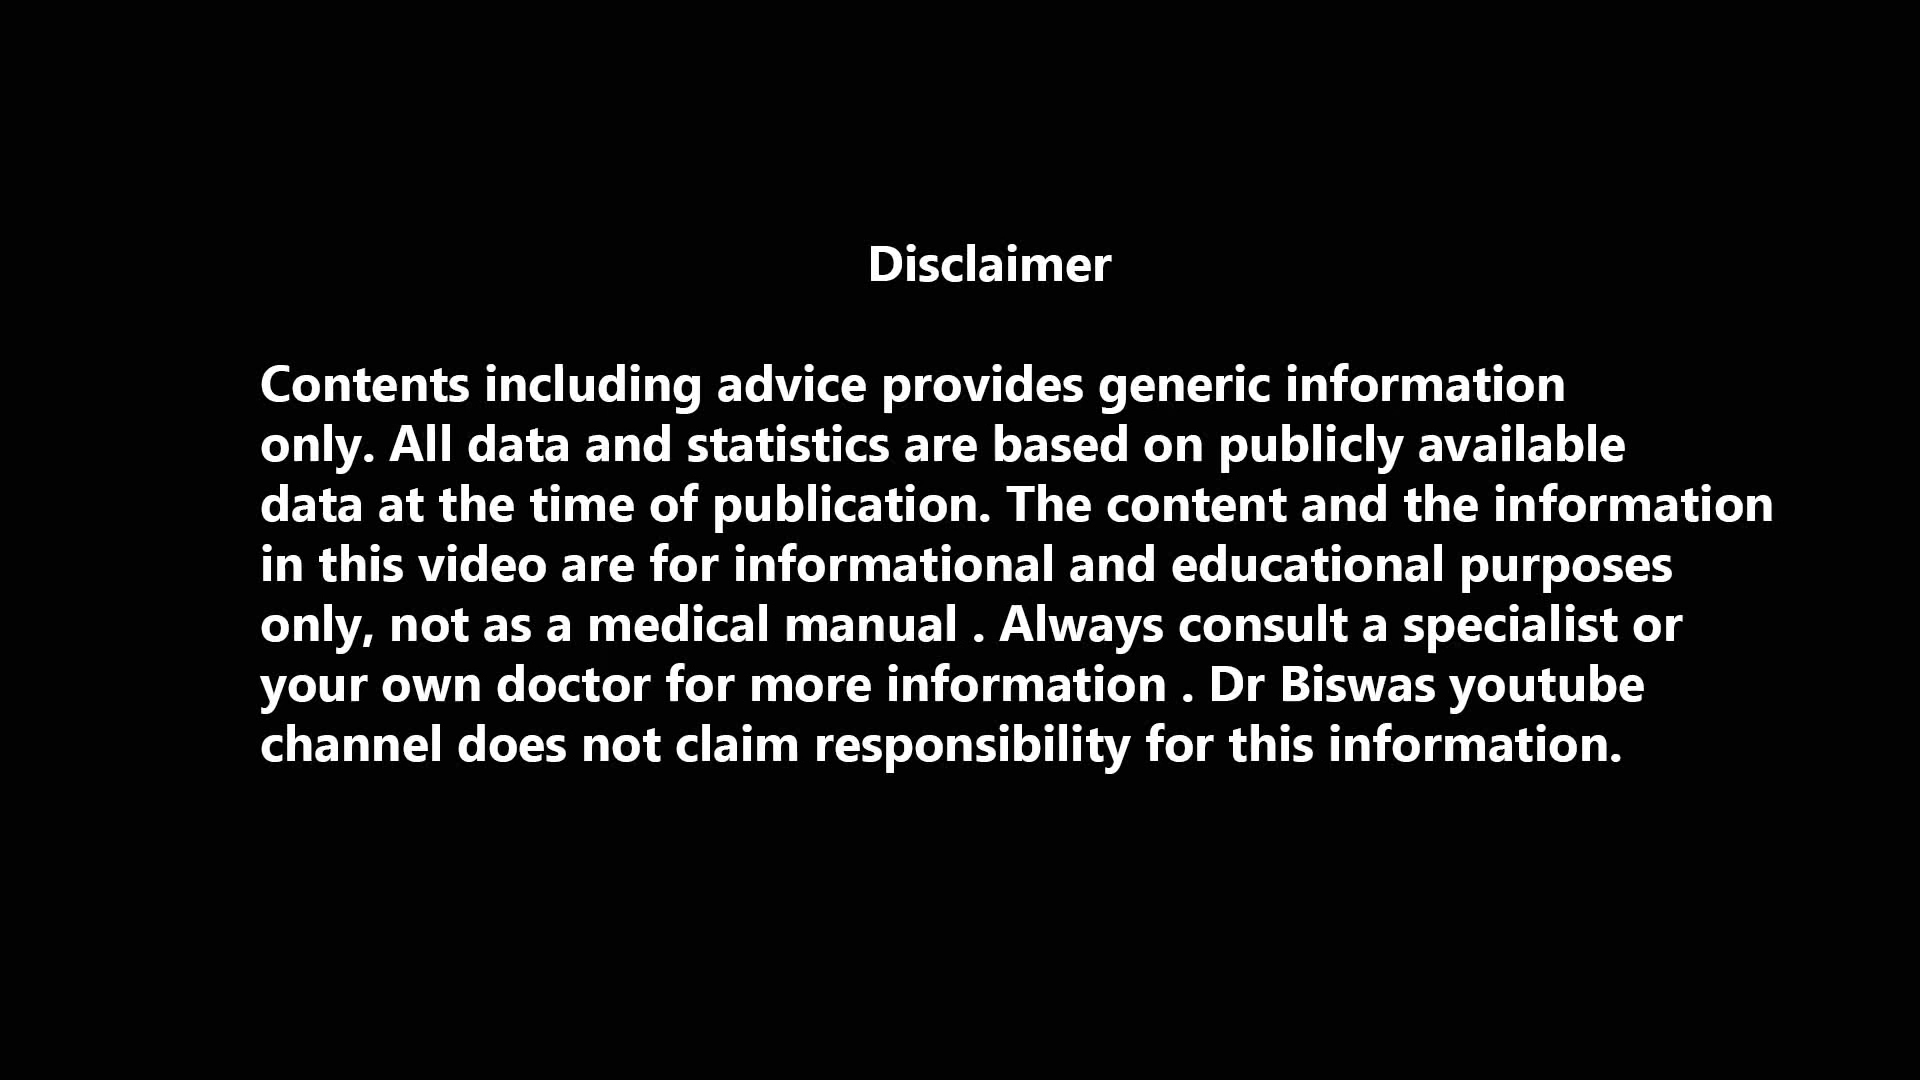 Disclaimer
Contents including advice provides generic information
only. All data and statistics are based on publicly available
data at the time of publication. The content and the information
in this video are for informational and educational purposes
only, not as a medical manual . Always consult a specialist or
your own doctor for more information . Dr Biswas youtube
channel does not claim responsibility for this information.